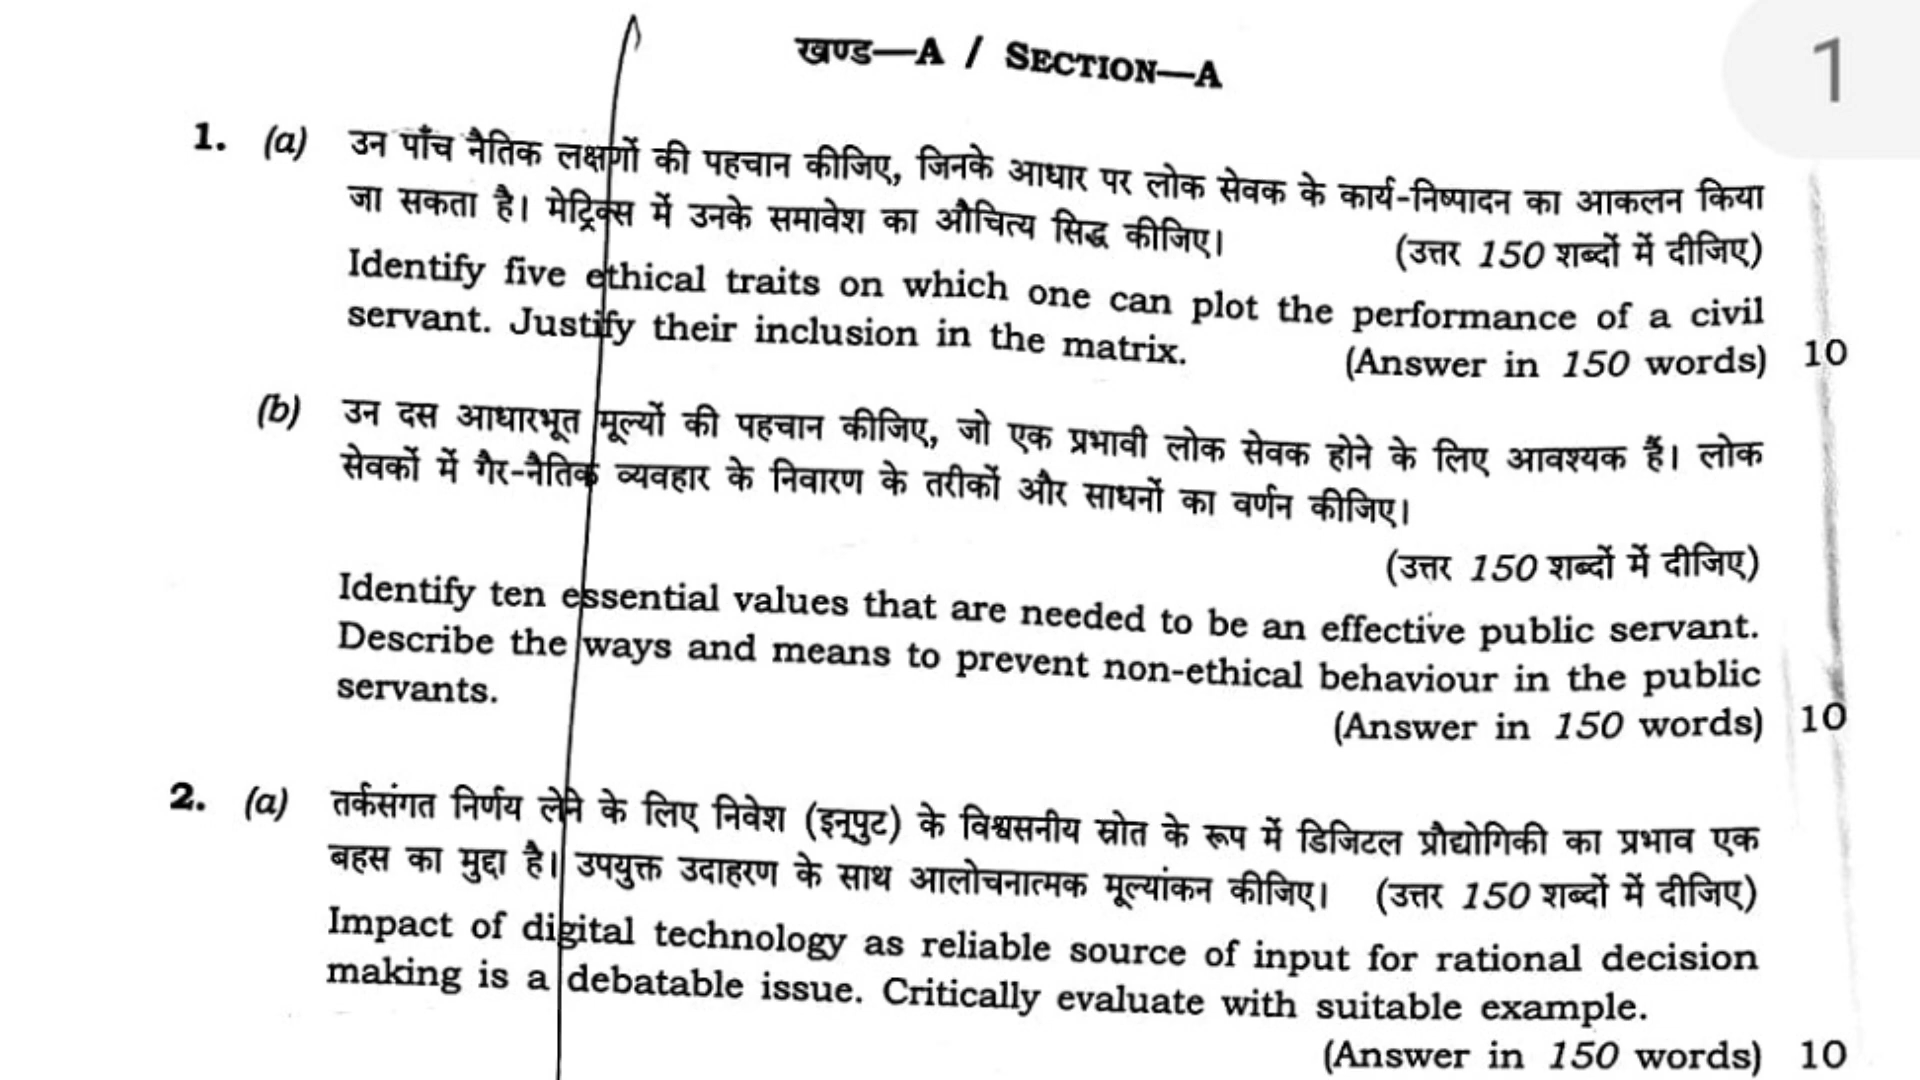 1
खण्ड—A / SECTION—A
1. (a) उन पाँच नैतिक लक्षणों की पहचान कीजिए, जिनके आधार पर लोक सेवक के कार्य-निष्पादन का आकलन किया
जा सकता है। मेट्रिक्स में उनके समावेश का औचित्य सिद्ध कीजिए। (उत्तर 150 शब्दों में दीजिए)
Identify five ethical traits on which one can plot the performance of a civil
servant. Justify their inclusion in the matrix. (Answer in 150 words) 10
(b) उन दस आधारभूत मूल्यों की पहचान कीजिए, जो एक प्रभावी लोक सेवक होने के लिए आवश्यक हैं। लोक
सेवकों में गैर-नैतिक व्यवहार के निवारण के तरीकों और साधनों का वर्णन कीजिए।
(उत्तर 150 शब्दों में दीजिए)
Identify ten essential values that are needed to be an effective public servant.
Describe the ways and means to prevent non-ethical behaviour in the public
servants.
(Answer in 150 words) 10
2. (a) तर्कसंगत निर्णय लेने के लिए निवेश (इनपुट) के विश्वसनीय स्रोत के रूप में डिजिटल प्रौद्योगिकी का प्रभाव एक
बहस का मुद्दा है। उपयुक्त उदाहरण के साथ आलोचनात्मक मूल्यांकन कीजिए। (उत्तर 150 शब्दों में दीजिए)
Impact of digital technology as reliable source of input for rational decision
making is a debatable issue. Critically evaluate with suitable example.
(Answer in 150 words) 10